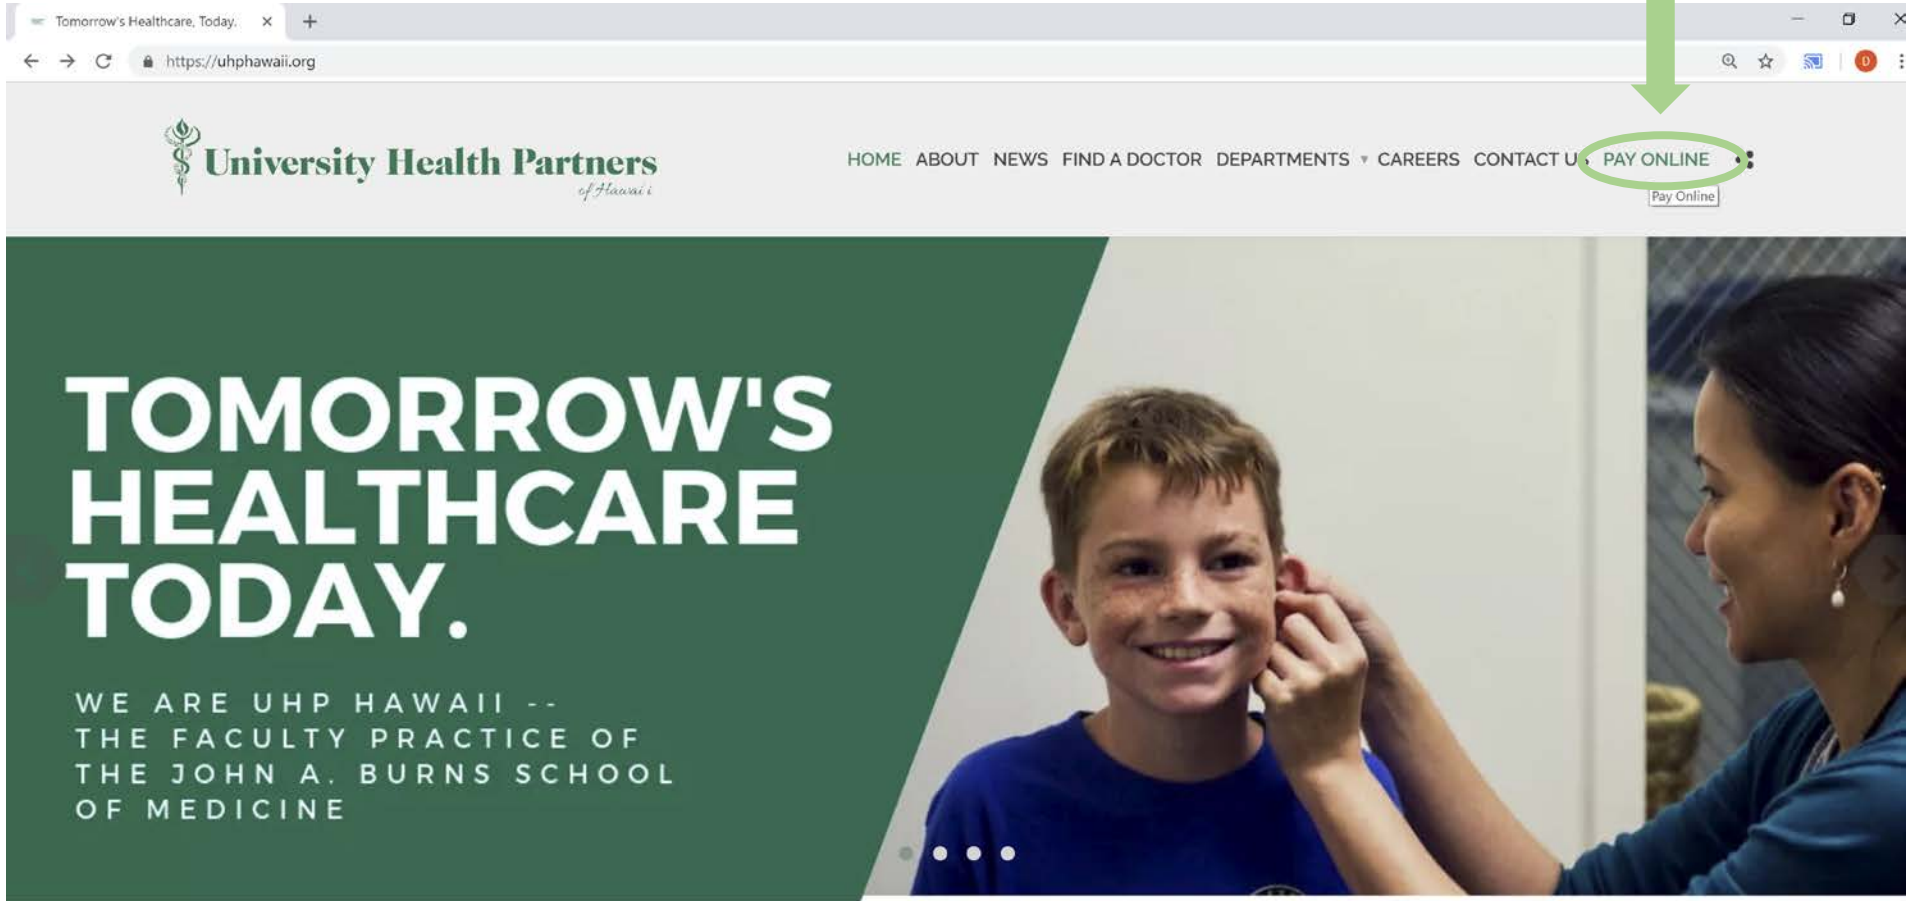 Tomorrow's Healthcare, Today.
https://uhphawaii.org
D
University Health Partners
of Hawai'i
HOME ABOUT NEWS FIND A DOCTOR DEPARTMENTS CAREERS CONTACT US PAY ONLINE
Pay Online
TOMORROW'S
HEALTHCARE
TODAY.
WE ARE UHP HAWAII --
THE FACULTY PRACTICE OF
THE JOHN A. BURNS SCHOOL
OF MEDICINE